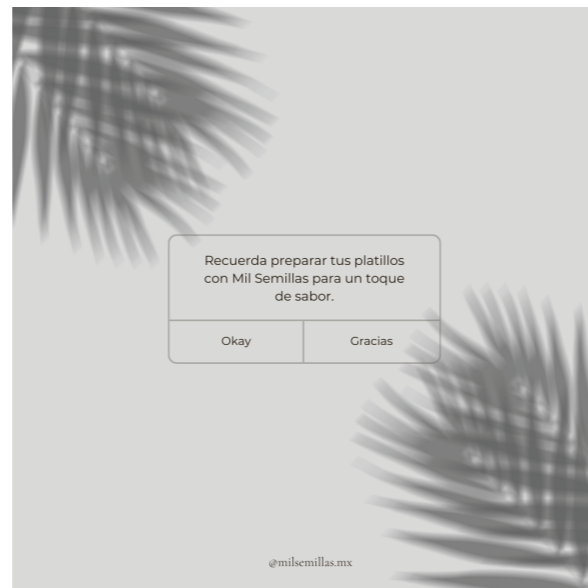 Recuerda preparar tus platillos
con Mil Semillas para un toque
de sabor.
Okay
Gracias
@milsemillas.mx